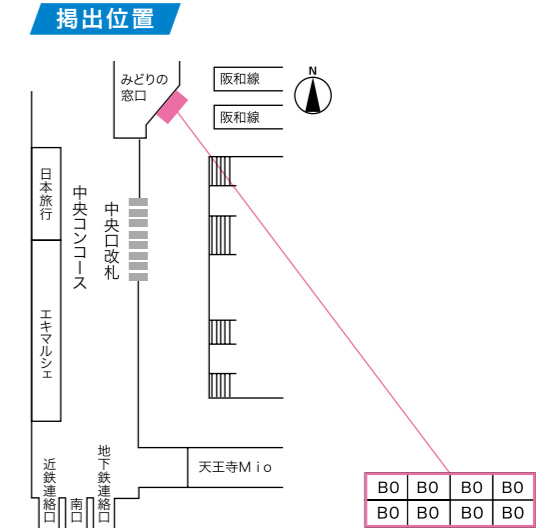 掲出位置
みどりの
窓口
阪和線
N
阪和線
日本旅行
中央コンコース
中央口改札
エキマルシェ
近鉄連絡口
南口
地下鉄連絡口
天王寺Mio
B0 B0 B0 B0
B0 B0 B0 B0